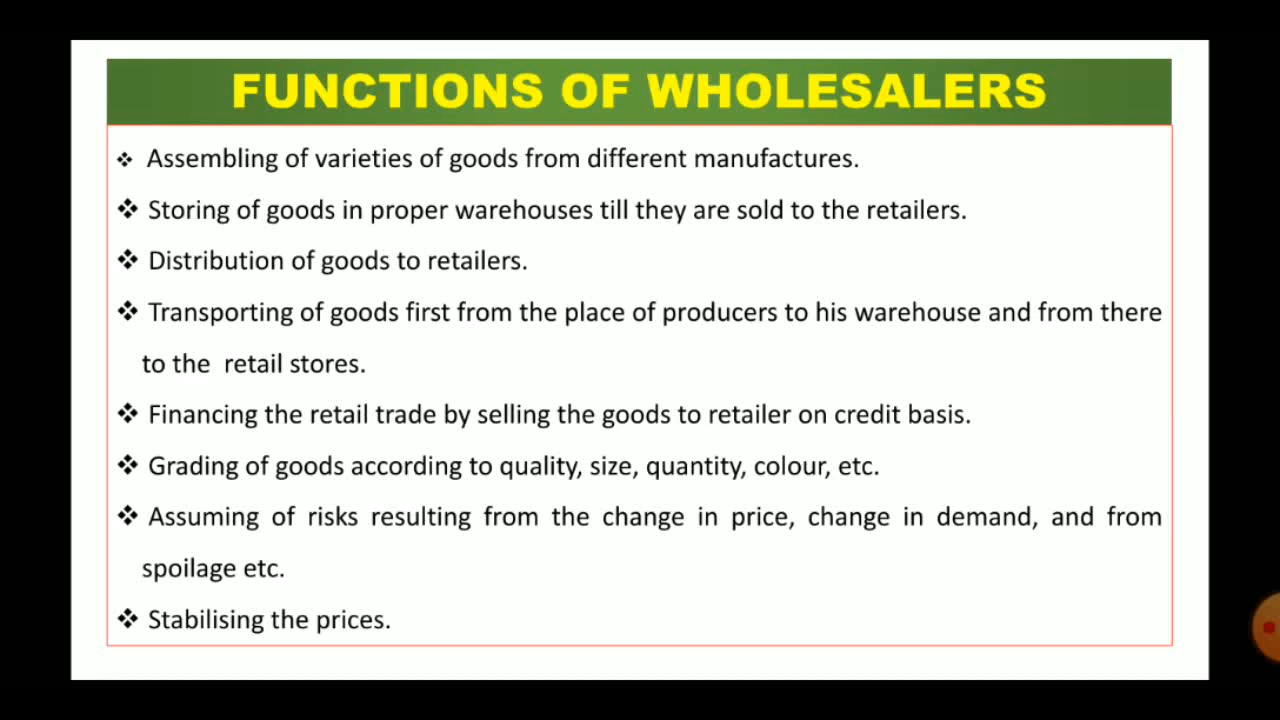 FUNCTIONS OF WHOLESALERS
❖ Assembling of varieties of goods from different manufactures.
❖ Storing of goods in proper warehouses till they are sold to the retailers.
❖ Distribution of goods to retailers.
❖ Transporting of goods first from the place of producers to his warehouse and from there
to the retail stores.
❖ Financing the retail trade by selling the goods to retailer on credit basis.
❖ Grading of goods according to quality, size, quantity, colour, etc.
❖ Assuming of risks resulting from the change in price, change in demand, and from
spoilage etc.
❖ Stabilising the prices.